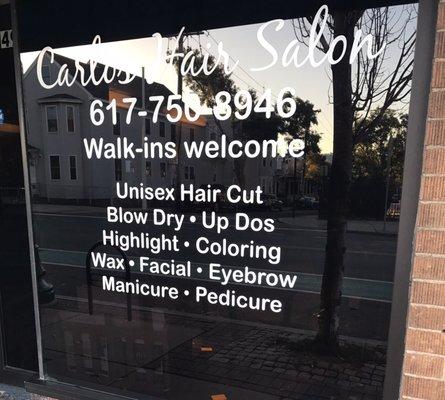 Carlos Hair Salon
617-750-8946
Walk-ins welcome
Unisex Hair Cut
Blow Dry • Up Dos
Highlight • Coloring
Wax • Facial • Eyebrow
Manicure • Pedicure